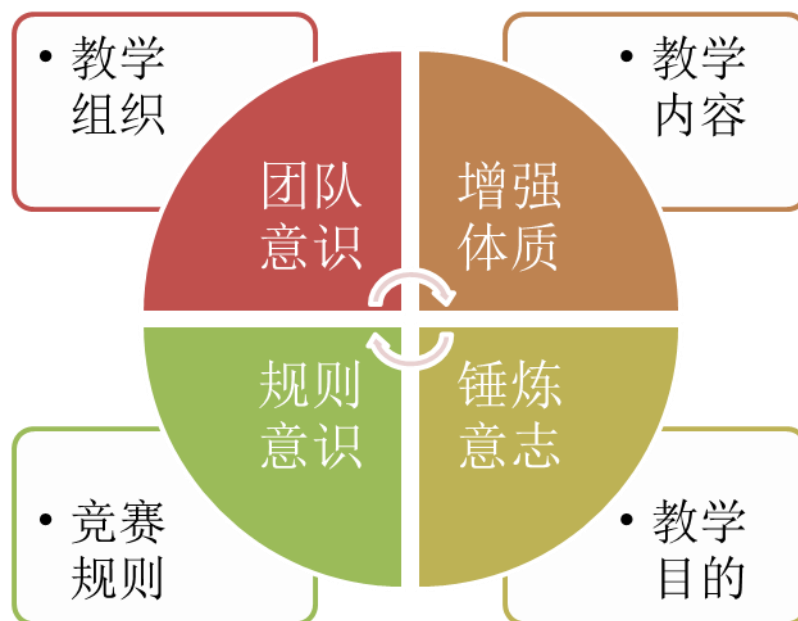 • 教学
组织
• 教学
内容
团队
意识
增强
体质
规则
意识
锤炼
意志
• 竞赛
规则
• 教学
目的